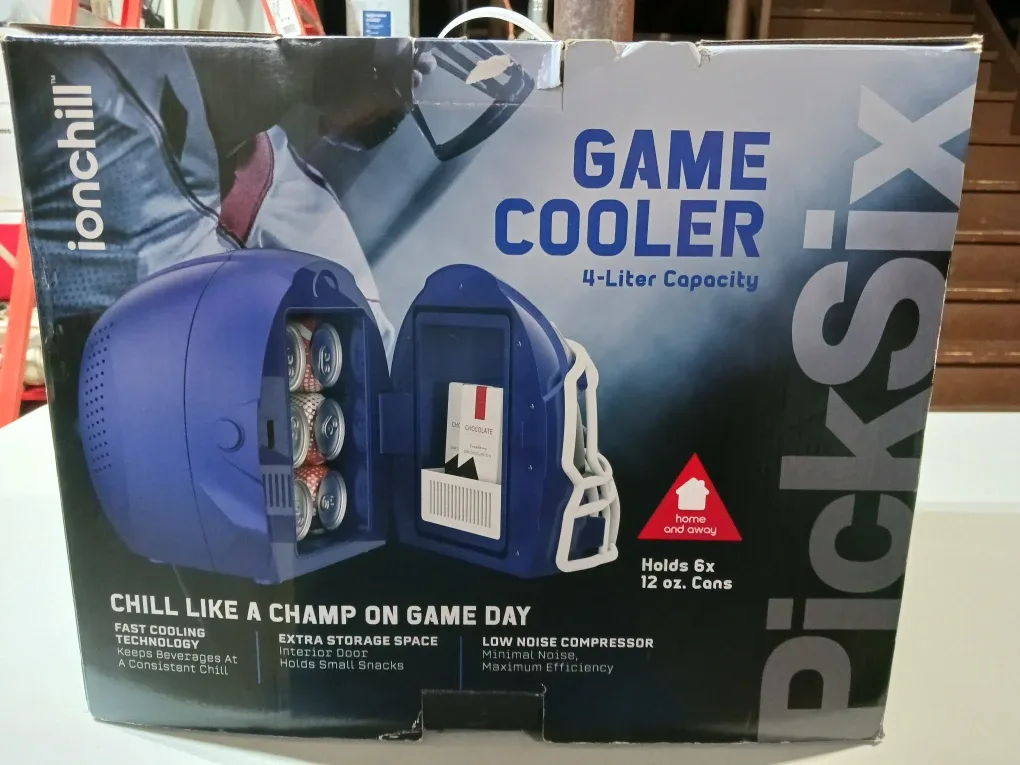 ionchill™
GAME
COOLER
4-Liter Capacity
PickSix
CHOCOLATE
home
and away
Holds 6x
12 oz. Cans
CHILL LIKE A CHAMP ON GAME DAY
FAST COOLING
TECHNOLOGY
Keeps Beverages At
A Consistent Chill
EXTRA STORAGE SPACE
Interior Door
Holds Small Snacks
LOW NOISE COMPRESSOR
Minimal Noise,
Maximum Efficiency